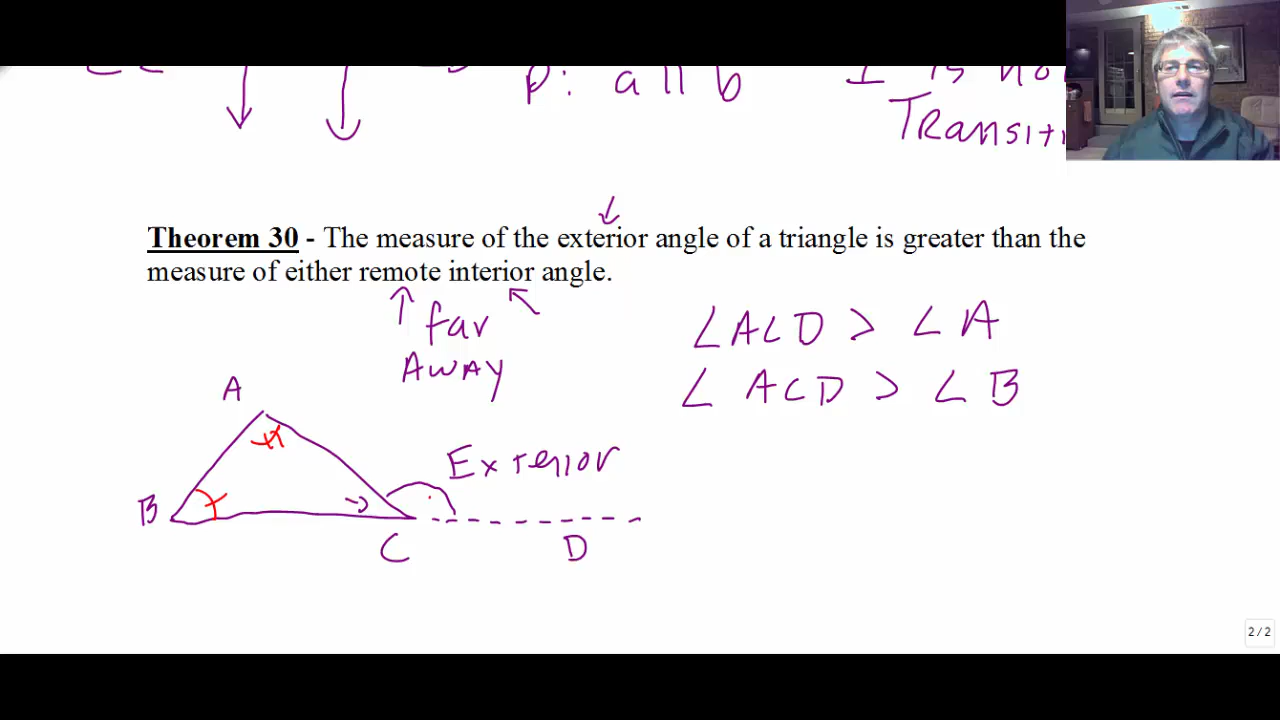 p: all b
Transiti
Theorem 30 - The measure of the exterior angle of a triangle is greater than the
measure of either remote interior angle.
far
AWAY
∠ACD > ∠A
∠ACD > ∠B
A
Exterior
B
C
D
2 / 2